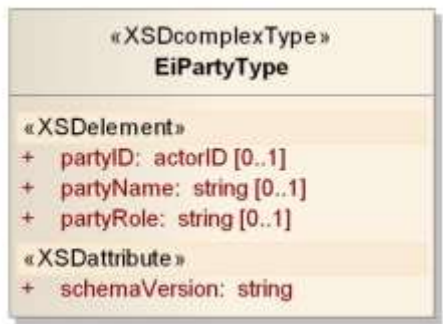 «XSDcomplexType»
EiPartyType
«XSDelement»
+ partyID: actorID [0..1]
+ partyName: string [0..1]
+ partyRole: string [0..1]
«XSDattribute»
+ schemaVersion: string